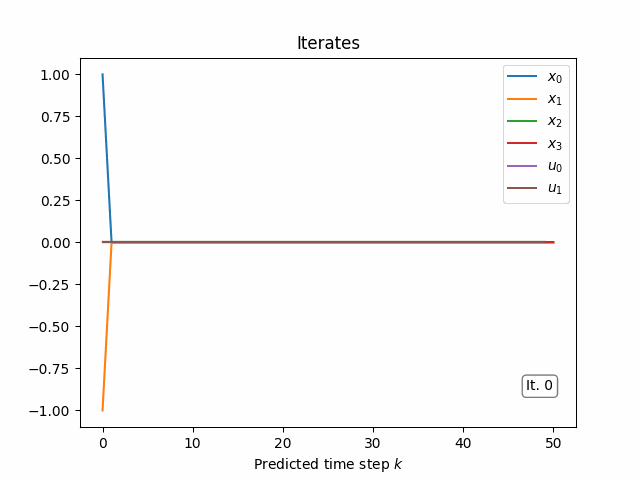 Iterates
1.00
0.75
0.50
0.25
0.00
−0.25
−0.50
−0.75
−1.00
x₀
x₁
x₂
x₃
u₀
u₁
It. 0
0 10 20 30 40 50
Predicted time step k